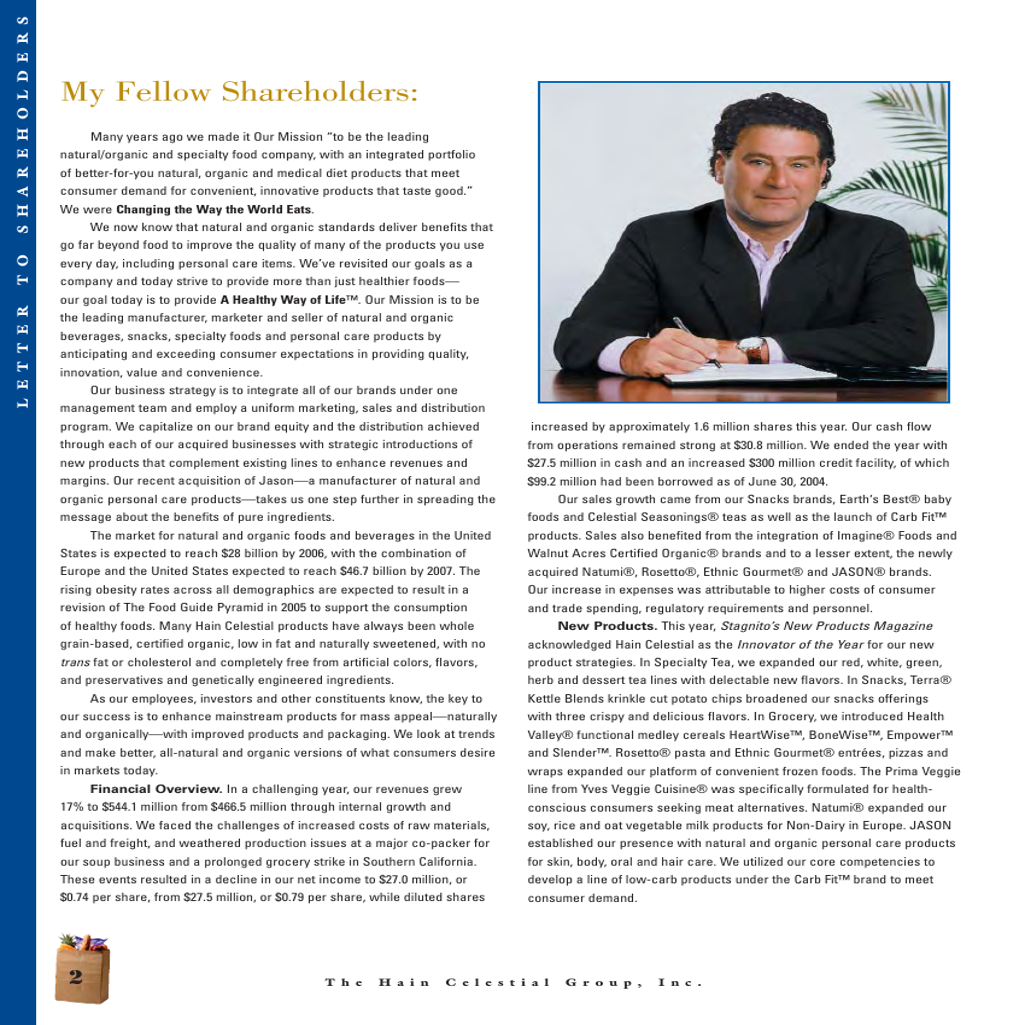 LETTER TO SHAREHOLDERS
My Fellow Shareholders:
Many years ago we made it Our Mission “to be the leading
natural/organic and specialty food company, with an integrated portfolio
of better-for-you natural, organic and medical diet products that meet
consumer demand for convenient, innovative products that taste good.”
We were Changing the Way the World Eats.
We now know that natural and organic standards deliver benefits that
go far beyond food to improve the quality of many of the products you use
every day, including personal care items. We’ve revisited our goals as a
company and today strive to provide more than just healthier foods—
our goal today is to provide A Healthy Way of Life™. Our Mission is to be
the leading manufacturer, marketer and seller of natural and organic
beverages, snacks, specialty foods and personal care products by
anticipating and exceeding consumer expectations in providing quality,
innovation, value and convenience.
Our business strategy is to integrate all of our brands under one
management team and employ a uniform marketing, sales and distribution
program. We capitalize on our brand equity and the distribution achieved
through each of our acquired businesses with strategic introductions of
new products that complement existing lines to enhance revenues and
margins. Our recent acquisition of Jason—a manufacturer of natural and
organic personal care products—takes us one step further in spreading the
message about the benefits of pure ingredients.
The market for natural and organic foods and beverages in the United
States is expected to reach $28 billion by 2006, with the combination of
Europe and the United States expected to reach $46.7 billion by 2007. The
rising obesity rates across all demographics are expected to result in a
revision of The Food Guide Pyramid in 2005 to support the consumption
of healthy foods. Many Hain Celestial products have always been whole
grain-based, certified organic, low in fat and naturally sweetened, with no
trans fat or cholesterol and completely free from artificial colors, flavors,
and preservatives and genetically engineered ingredients.
As our employees, investors and other constituents know, the key to
our success is to enhance mainstream products for mass appeal—naturally
and organically—with improved products and packaging. We look at trends
and make better, all-natural and organic versions of what consumers desire
in markets today.
Financial Overview. In a challenging year, our revenues grew
17% to $544.1 million from $466.5 million through internal growth and
acquisitions. We faced the challenges of increased costs of raw materials,
fuel and freight, and weathered production issues at a major co-packer for
our soup business and a prolonged grocery strike in Southern California.
These events resulted in a decline in our net income to $27.0 million, or
$0.74 per share, from $27.5 million, or $0.79 per share, while diluted shares
increased by approximately 1.6 million shares this year. Our cash flow
from operations remained strong at $30.8 million. We ended the year with
$27.5 million in cash and an increased $300 million credit facility, of which
$99.2 million had been borrowed as of June 30, 2004.
Our sales growth came from our Snacks brands, Earth’s Best® baby
foods and Celestial Seasonings® teas as well as the launch of Carb Fit™
products. Sales also benefited from the integration of Imagine® Foods and
Walnut Acres Certified Organic® brands and to a lesser extent, the newly
acquired Natumi®, Rosetto®, Ethnic Gourmet® and JASON® brands.
Our increase in expenses was attributable to higher costs of consumer
and trade spending, regulatory requirements and personnel.
New Products. This year, Stagnito’s New Products Magazine
acknowledged Hain Celestial as the Innovator of the Year for our new
product strategies. In Specialty Tea, we expanded our red, white, green,
herb and dessert tea lines with delectable new flavors. In Snacks, Terra®
Kettle Blends krinkle cut potato chips broadened our snacks offerings
with three crispy and delicious flavors. In Grocery, we introduced Health
Valley® functional medley cereals HeartWise™, BoneWise™, Empower™
and Slender™. Rosetto® pasta and Ethnic Gourmet® entrées, pizzas and
wraps expanded our platform of convenient frozen foods. The Prima Veggie
line from Yves Veggie Cuisine® was specifically formulated for health-
conscious consumers seeking meat alternatives. Natumi® expanded our
soy, rice and oat vegetable milk products for Non-Dairy in Europe. JASON
established our presence with natural and organic personal care products
for skin, body, oral and hair care. We utilized our core competencies to
develop a line of low-carb products under the Carb Fit™ brand to meet
consumer demand.
2
The Hain Celestial Group, Inc.